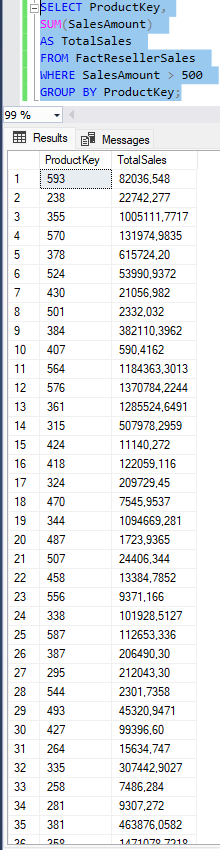 SELECT ProductKey,
SUM(SalesAmount)
AS TotalSales
FROM FactResellerSales
WHERE SalesAmount > 500
GROUP BY ProductKey;
99 %
Results Messages
ProductKey TotalSales
1 593 82036,548
2 238 22742,277
3 355 1005111,7717
4 570 131974,9835
5 378 615724,20
6 524 53990,9372
7 430 21056,982
8 501 2332,032
9 384 382110,3962
10 407 590,4162
11 564 1184363,3013
12 576 1370784,2244
13 361 1285524,6491
14 315 507978,2959
15 424 11140,272
16 418 122059,116
17 324 209729,45
18 470 7545,9537
19 344 1094669,281
20 487 1723,9365
21 507 24406,344
22 458 13384,7852
23 556 9371,166
24 338 101928,5127
25 587 112653,336
26 387 206490,30
27 295 212043,30
28 544 2301,7358
29 493 45320,9471
30 427 99396,60
31 264 15634,747
32 335 307442,9027
33 258 7486,284
34 281 9307,272
35 381 463876,0582
36 358 1471078,7218